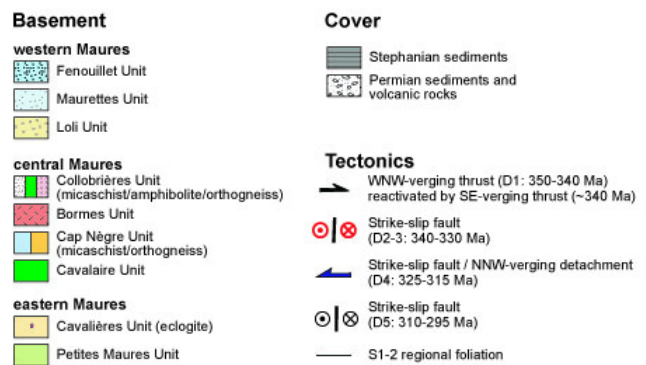 Basement
western Maures
Fenouillet Unit
Maurettes Unit
Loli Unit
central Maures
Collobrières Unit
(micaschist/amphibolite/orthogneiss)
Bormes Unit
Cap Nègre Unit
(micaschist/orthogneiss)
Cavalaire Unit
eastern Maures
Cavalières Unit (eclogite)
Petites Maures Unit
Cover
Stephanian sediments
Permian sediments and
volcanic rocks
Tectonics
WNW-verging thrust (D1: 350-340 Ma)
reactivated by SE-verging thrust (~340 Ma)
Strike-slip fault
(D2-3: 340-330 Ma)
Strike-slip fault / NNW-verging detachment
(D4: 325-315 Ma)
Strike-slip fault
(D5: 310-295 Ma)
S1-2 regional foliation